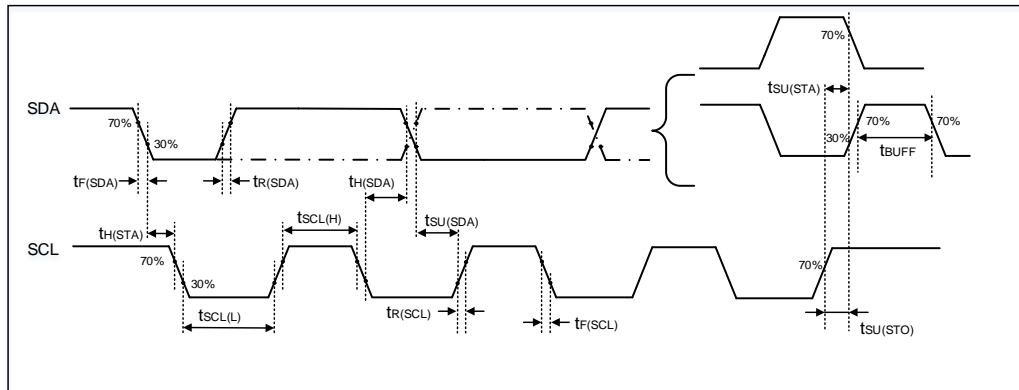 70%
tSU(STA)
SDA
70%
30%
30%
70%
70%
tBUFF
tF(SDA)
tR(SDA)
tH(SDA)
tH(STA)
tSCL(H)
tSU(SDA)
SCL
70%
30%
70%
tSCL(L)
tR(SCL)
tF(SCL)
tSU(STO)